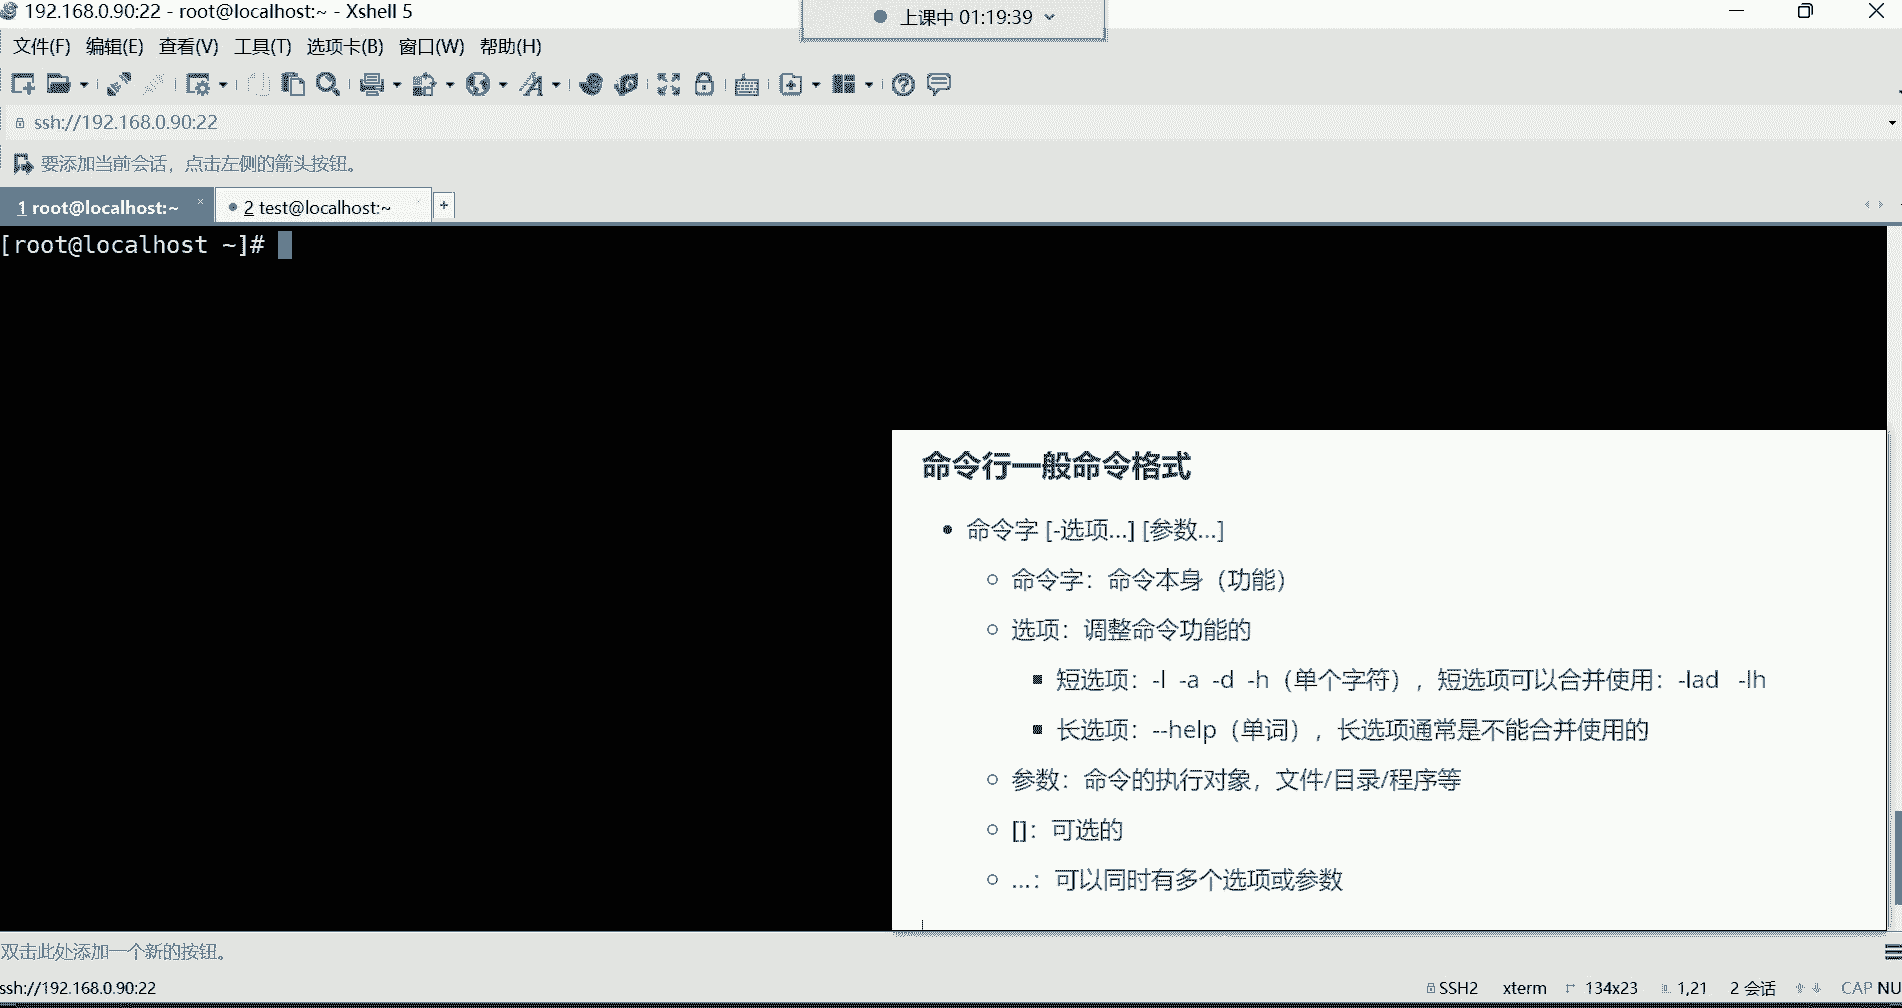 192.168.0.90:22 - root@localhost:~ - Xshell 5
上课中 01:19:39
文件(F) 编辑(E) 查看(V) 工具(T) 选项卡(B) 窗口(W) 帮助(H)
ssh://192.168.0.90:22
要添加当前会话，点击左侧的箭头按钮。
1 root@localhost:~ × 2 test@localhost:~ +
[root@localhost ~]#
命令行一般命令格式
• 命令字 [-选项...] [参数...]
○ 命令字：命令本身（功能）
○ 选项：调整命令功能的
▪ 短选项：-l -a -d -h（单个字符），短选项可以合并使用：-lad -lh
▪ 长选项：--help（单词），长选项通常是不能合并使用的
○ 参数：命令的执行对象，文件/目录/程序等
○ []：可选的
○ ...：可以同时有多个选项或参数
双击此处添加一个新的按钮。
ssh://192.168.0.90:22 SSH2 xterm 134x23 1,21 2 会话 CAP NU